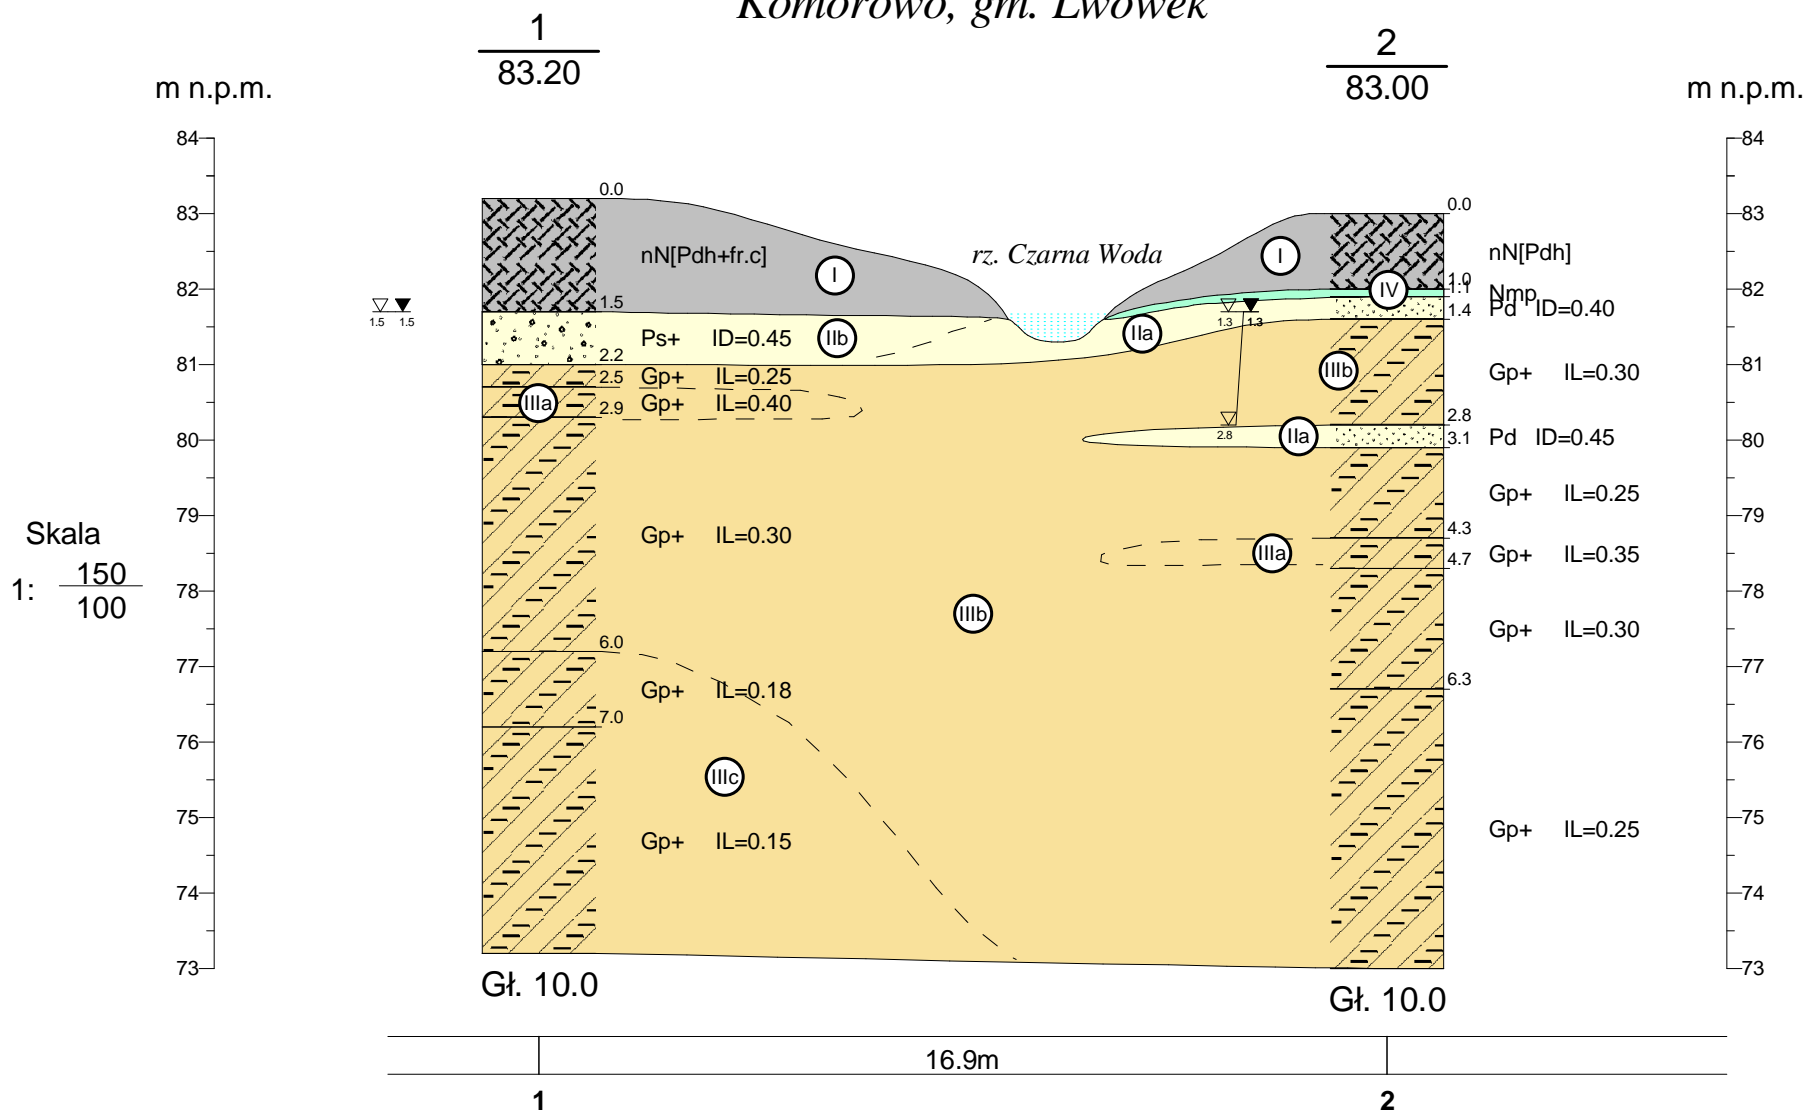 Komorowo, gm. Lwówek
1
83.20
2
83.00
m n.p.m.
m n.p.m.
84
83
82
81
80
79
78
77
76
75
74
73
84
83
82
81
80
79
78
77
76
75
74
73
Skala
1: 150
100
0.0
1.5
2.2
2.5
2.9
6.0
7.0
nN[Pdh+fr.c]
I
Ps+ ID=0.45
IIb
Gp+ IL=0.25
Gp+ IL=0.40
IIIa
Gp+ IL=0.30
Gp+ IL=0.18
IIIc
Gp+ IL=0.15
1.5 1.5
rz. Czarna Woda
IIIb
I
IV
IIa
1.3 1.3
IIIb
2.8
IIa
IIIa
0.0
1.0
1.1
1.4
2.8
3.1
4.3
4.7
6.3
nN[Pdh]
Nmp
Pd ID=0.40
Gp+ IL=0.30
Pd ID=0.45
Gp+ IL=0.25
Gp+ IL=0.35
Gp+ IL=0.30
Gp+ IL=0.25
Gł. 10.0
Gł. 10.0
16.9m
1
2